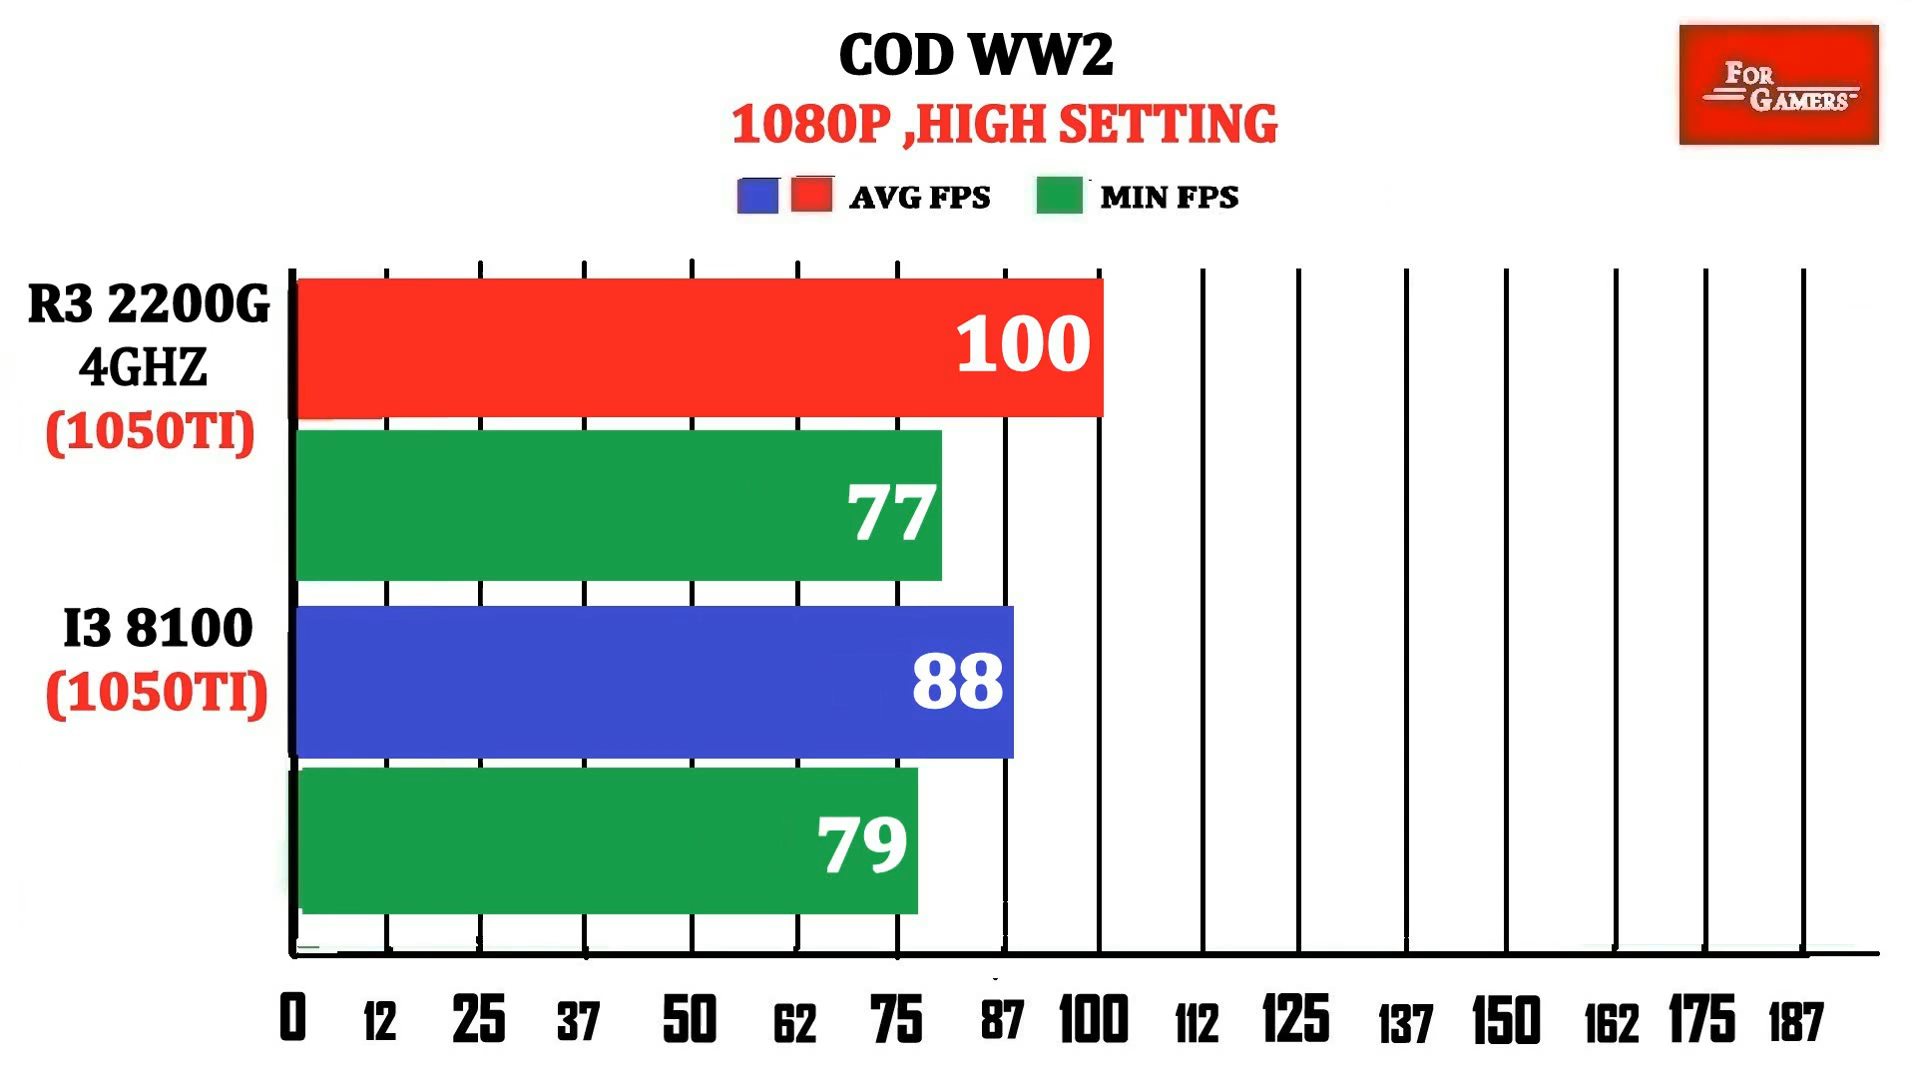 COD WW2
1080P ,HIGH SETTING
AVG FPS MIN FPS
FOR
GAMERS
R3 2200G
4GHZ
(1050TI)
100
77
I3 8100
(1050TI)
88
79
0 12 25 37 50 62 75 87 100 112 125 137 150 162 175 187